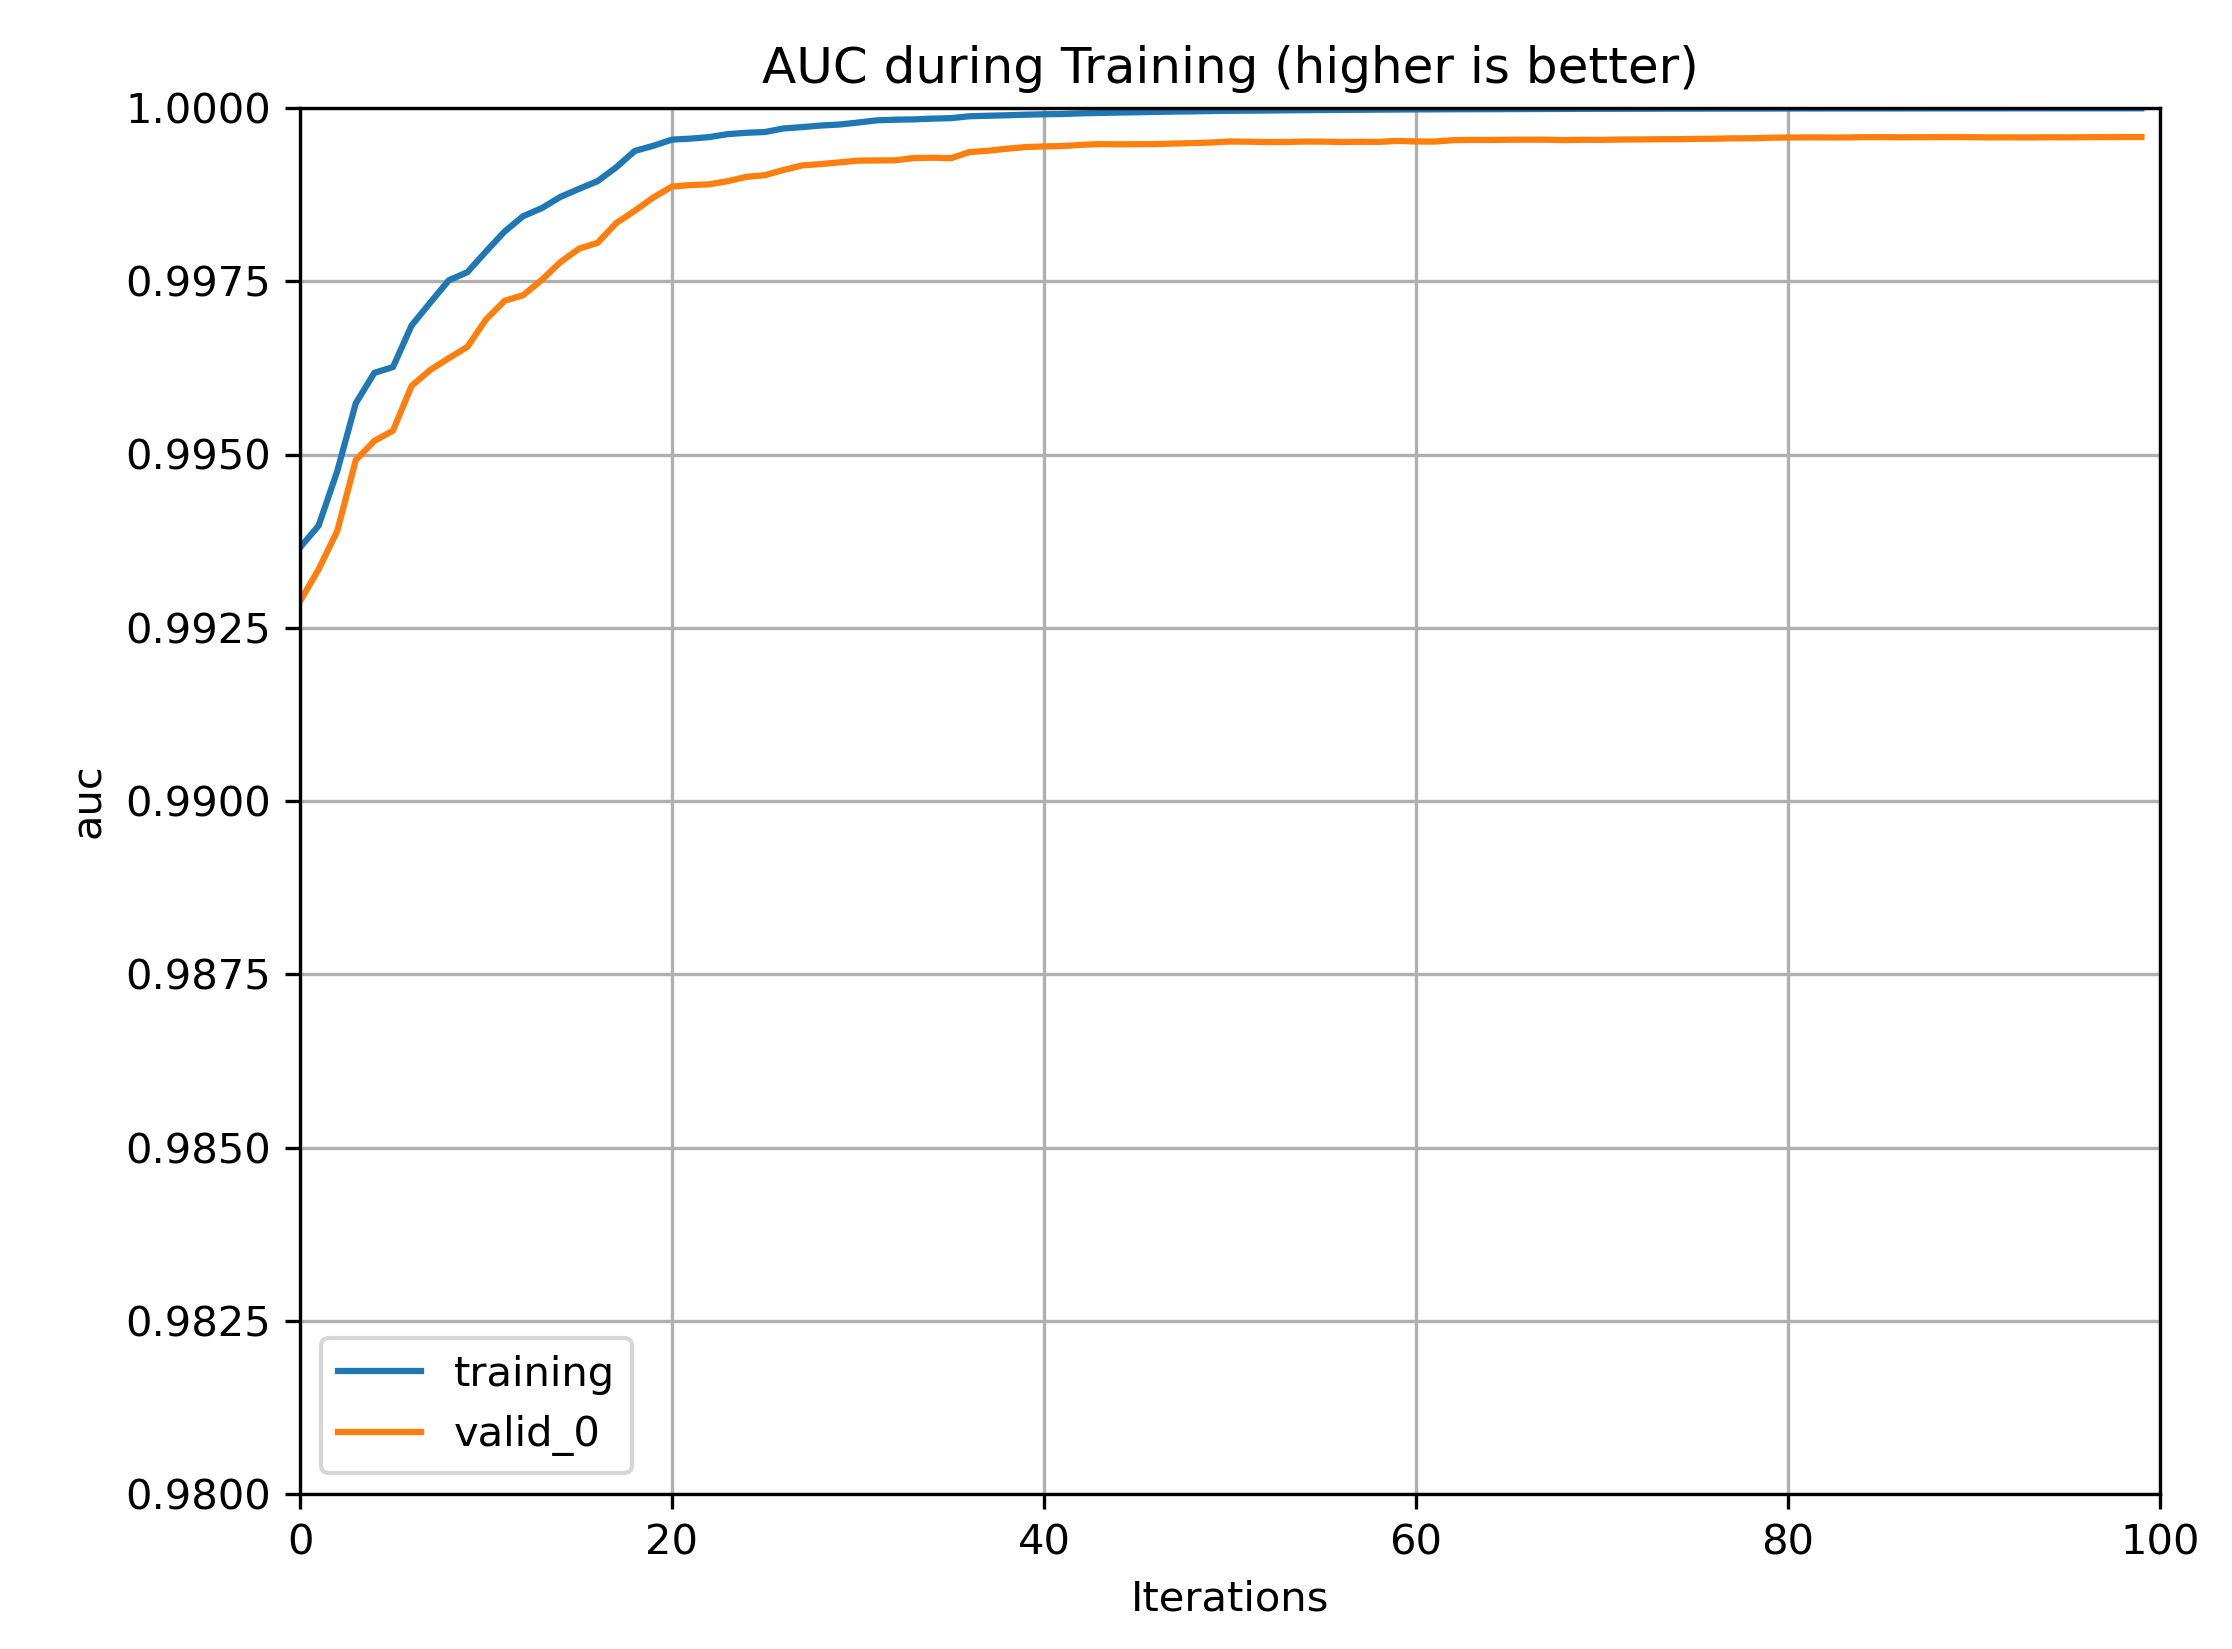 AUC during Training (higher is better)
1.0000
0.9975
0.9950
0.9925
0.9900
0.9875
0.9850
0.9825
0.9800
auc
training
valid_0
0 20 40 60 80 100
Iterations